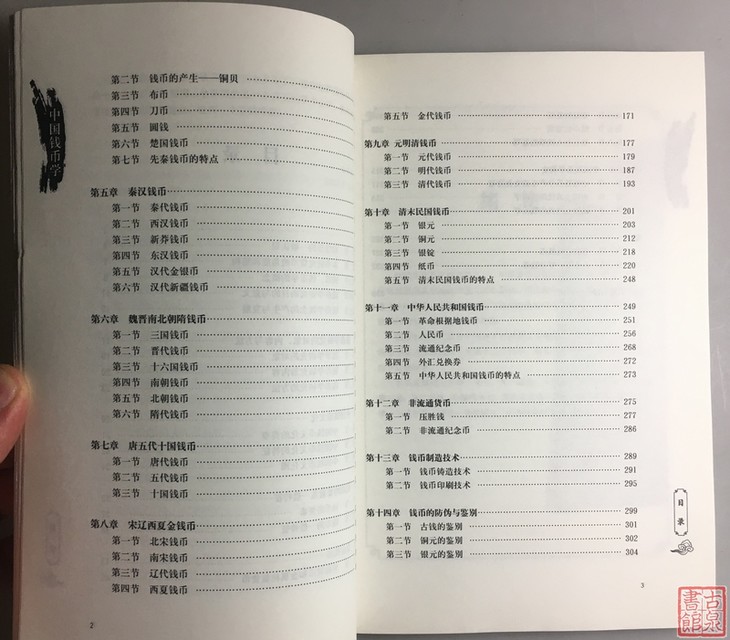 中国钱币学
第二节 钱币的产生——铜贝
第三节 布币
第四节 刀币
第五节 圆钱
第六节 楚国钱币
第七节 先秦钱币的特点
第五章 秦汉钱币
第一节 秦代钱币
第二节 西汉钱币
第三节 新莽钱币
第四节 东汉钱币
第五节 汉代金银币
第六节 汉代新疆钱币
第六章 魏晋南北朝隋钱币
第一节 三国钱币
第二节 晋代钱币
第三节 十六国钱币
第四节 南朝钱币
第五节 北朝钱币
第六节 隋代钱币
第七章 唐五代十国钱币
第一节 唐代钱币
第二节 五代钱币
第三节 十国钱币
第八章 宋辽西夏金钱币
第一节 北宋钱币
第二节 南宋钱币
第三节 辽代钱币
第四节 西夏钱币
2
第五节 金代钱币 171
第九章 元明清钱币 177
第一节 元代钱币 179
第二节 明代钱币 187
第三节 清代钱币 193
第十章 清末民国钱币 201
第一节 银元 203
第二节 铜元 212
第三节 银锭 218
第四节 纸币 220
第五节 清末民国钱币的特点 248
第十一章 中华人民共和国钱币 249
第一节 革命根据地钱币 251
第二节 人民币 256
第三节 流通纪念币 268
第四节 外汇兑换券 272
第五节 中华人民共和国钱币的特点 273
第十二章 非流通货币 275
第一节 压胜钱 277
第二节 非流通纪念币 286
第十三章 钱币制造技术 289
第一节 钱币铸造技术 291
第二节 钱币印刷技术 295
第十四章 钱币的防伪与鉴别 299
第一节 古钱的鉴别 301
第二节 铜元的鉴别 302
第三节 银元的鉴别 304
目录
3
古泉
書館